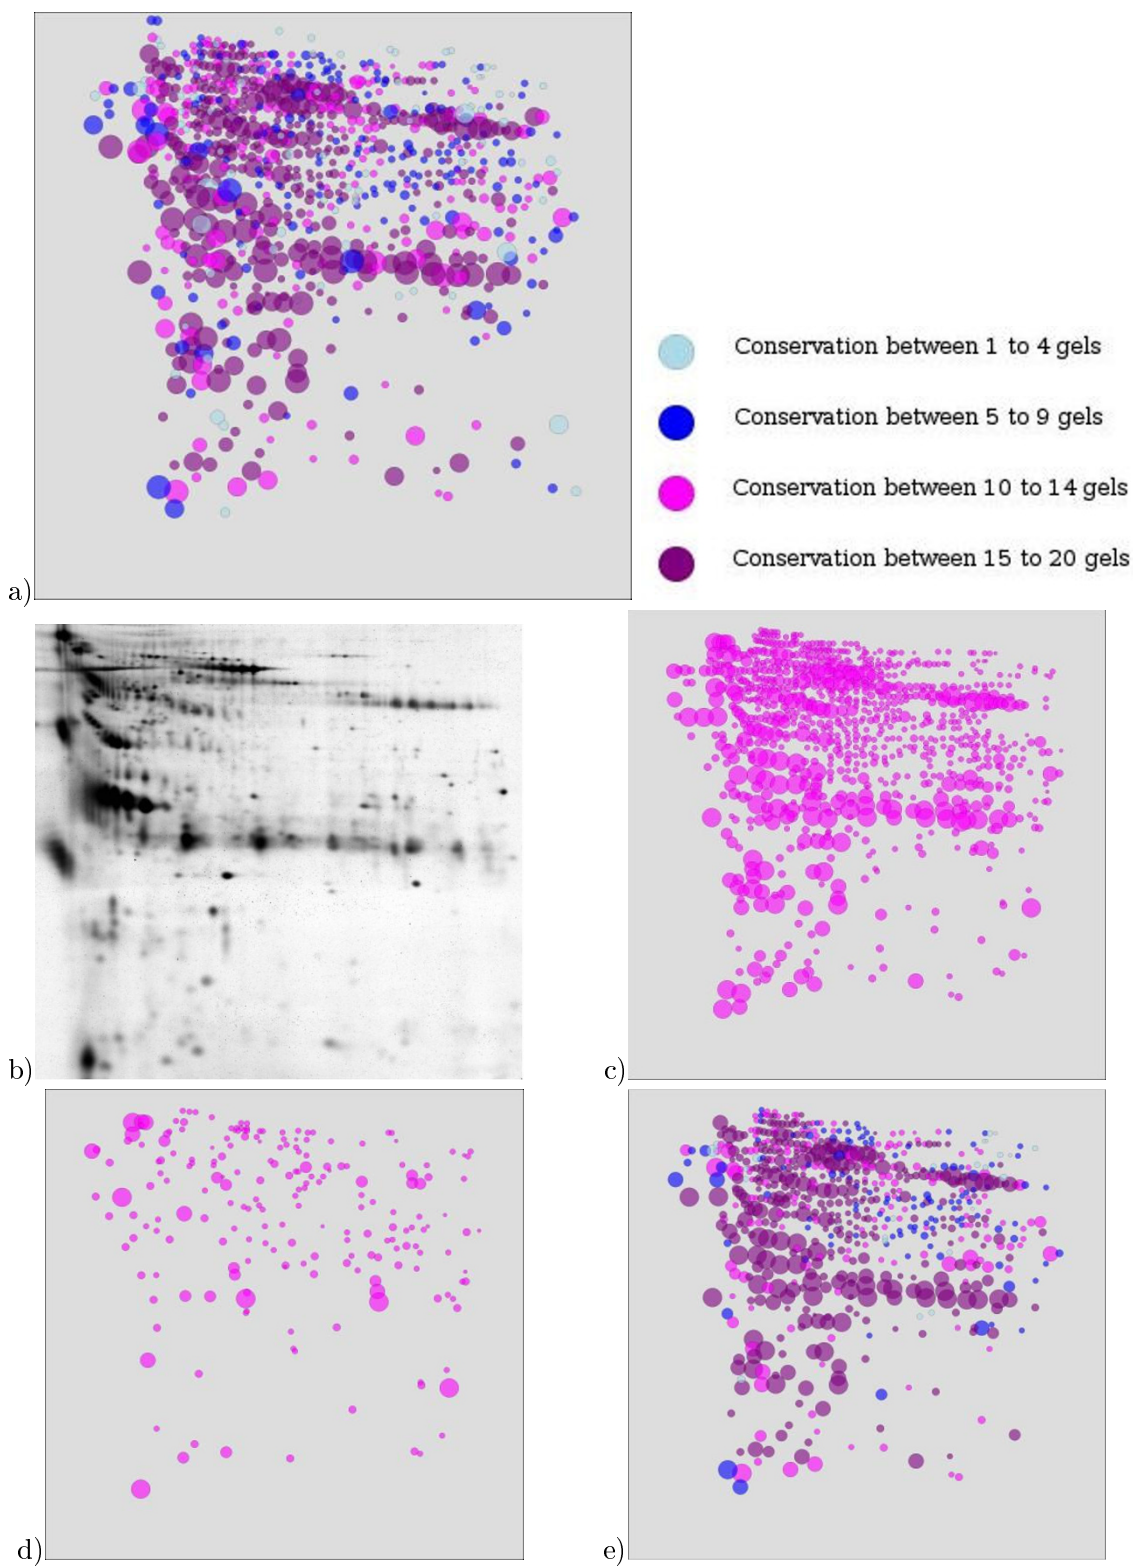 Conservation between 1 to 4 gels
Conservation between 5 to 9 gels
Conservation between 10 to 14 gels
Conservation between 15 to 20 gels
a)
b)
c)
d)
e)